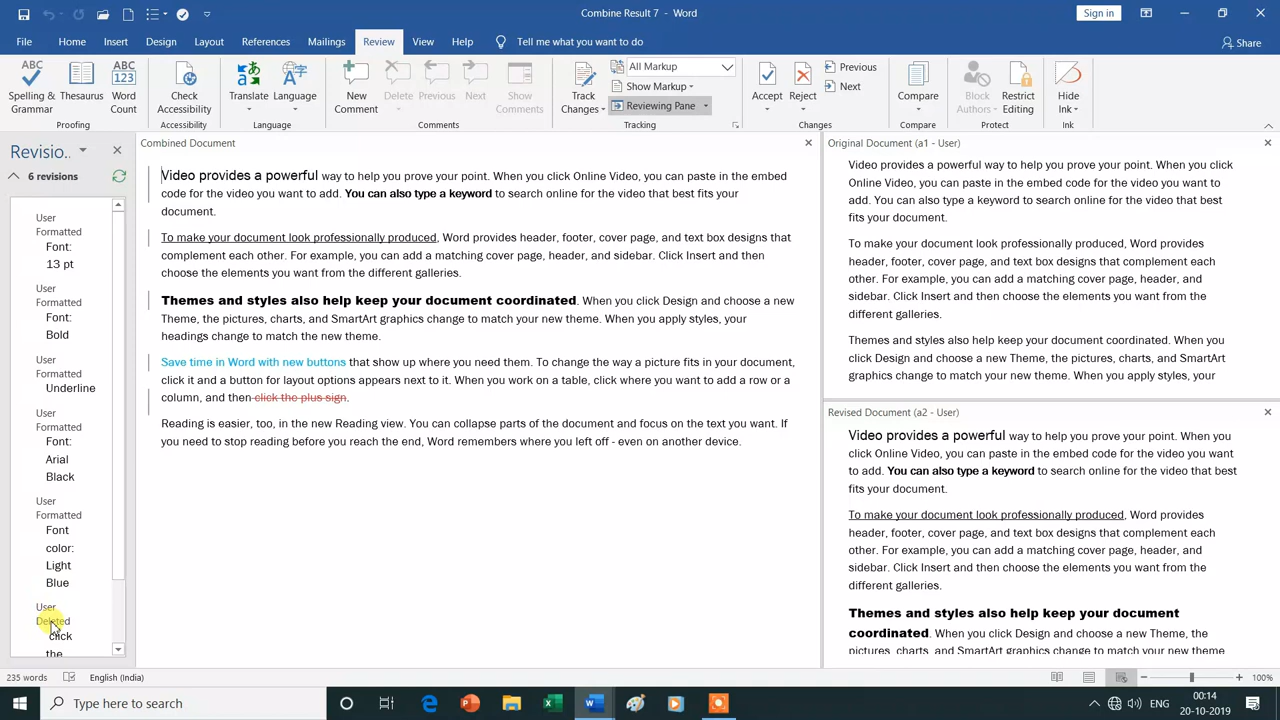 Combine Result 7 - Word
Sign in
File Home Insert Design Layout References Mailings Review View Help Tell me what you want to do
Share
ABC
Spelling & Grammar
Thesaurus
ABC
123
Word Count
Proofing
Check Accessibility
Accessibility
Translate
Language
Language
New Comment
Delete
Previous
Next
Show Comments
Comments
Track Changes
All Markup
Show Markup
Reviewing Pane
Tracking
Accept
Reject
Previous
Next
Changes
Compare
Compare
Block Authors
Restrict Editing
Protect
Hide Ink
Ink
Revisio...
6 revisions
User
Formatted
Font:
13 pt
User
Formatted
Font:
Bold
User
Formatted
Underline
User
Formatted
Font:
Arial
Black
User
Formatted
Font
color:
Light
Blue
User
Deleted
click
the
Combined Document
Video provides a powerful way to help you prove your point. When you click Online Video, you can paste in the embed
code for the video you want to add. You can also type a keyword to search online for the video that best fits your
document.
To make your document look professionally produced, Word provides header, footer, cover page, and text box designs that
complement each other. For example, you can add a matching cover page, header, and sidebar. Click Insert and then
choose the elements you want from the different galleries.
Themes and styles also help keep your document coordinated. When you click Design and choose a new
Theme, the pictures, charts, and SmartArt graphics change to match your new theme. When you apply styles, your
headings change to match the new theme.
Save time in Word with new buttons that show up where you need them. To change the way a picture fits in your document,
click it and a button for layout options appears next to it. When you work on a table, click where you want to add a row or a
column, and then click the plus sign.
Reading is easier, too, in the new Reading view. You can collapse parts of the document and focus on the text you want. If
you need to stop reading before you reach the end, Word remembers where you left off - even on another device.
Original Document (a1 - User)
Video provides a powerful way to help you prove your point. When you click
Online Video, you can paste in the embed code for the video you want to
add. You can also type a keyword to search online for the video that best
fits your document.
To make your document look professionally produced, Word provides
header, footer, cover page, and text box designs that complement each
other. For example, you can add a matching cover page, header, and
sidebar. Click Insert and then choose the elements you want from the
different galleries.
Themes and styles also help keep your document coordinated. When you
click Design and choose a new Theme, the pictures, charts, and SmartArt
graphics change to match your new theme. When you apply styles, your
Revised Document (a2 - User)
Video provides a powerful way to help you prove your point. When you
click Online Video, you can paste in the embed code for the video you want
to add. You can also type a keyword to search online for the video that best
fits your document.
To make your document look professionally produced, Word provides
header, footer, cover page, and text box designs that complement each
other. For example, you can add a matching cover page, header, and
sidebar. Click Insert and then choose the elements you want from the
different galleries.
Themes and styles also help keep your document
coordinated. When you click Design and choose a new Theme, the
pictures, charts, and SmartArt graphics change to match your new theme
235 words
English (India)
100%
Type here to search
ENG
00:14
20-10-2019
7